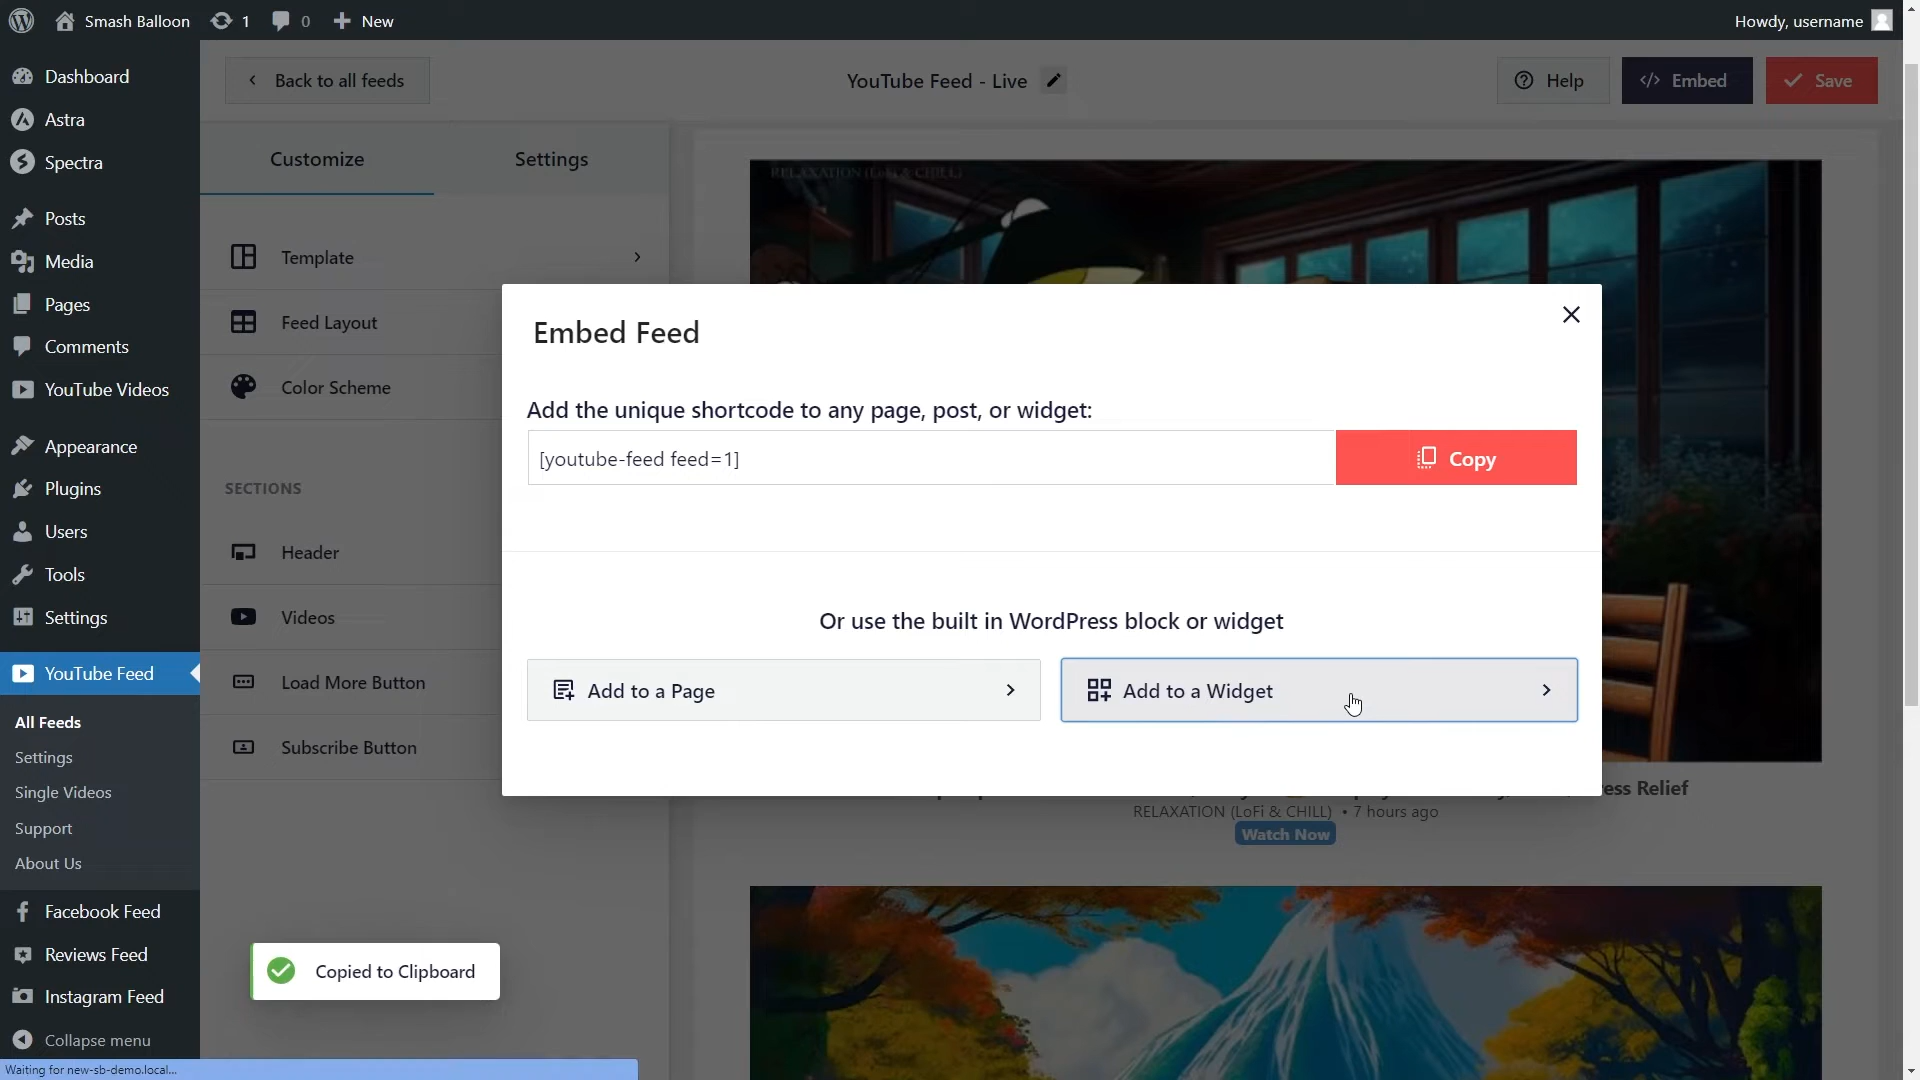 Smash Balloon
1
0
New
Howdy, username
Dashboard
Astra
Spectra
Posts
Media
Pages
Comments
YouTube Videos
Appearance
Plugins
Users
Tools
Settings
YouTube Feed
All Feeds
Settings
Single Videos
Support
About Us
Facebook Feed
Reviews Feed
Instagram Feed
Collapse menu
Waiting for new-sb-demo.local...
Back to all feeds
YouTube Feed - Live
Help
Embed
Save
Customize
Settings
Template
Feed Layout
Color Scheme
SECTIONS
Header
Videos
Load More Button
Subscribe Button
RELAXATION (LoFi & CHILL)
Embed Feed
Add the unique shortcode to any page, post, or widget:
[youtube-feed feed=1]
Copy
Or use the built in WordPress block or widget
Add to a Page
Add to a Widget
Relief
RELAXATION (LoFi & CHILL) • 7 hours ago
Watch Now
Copied to Clipboard